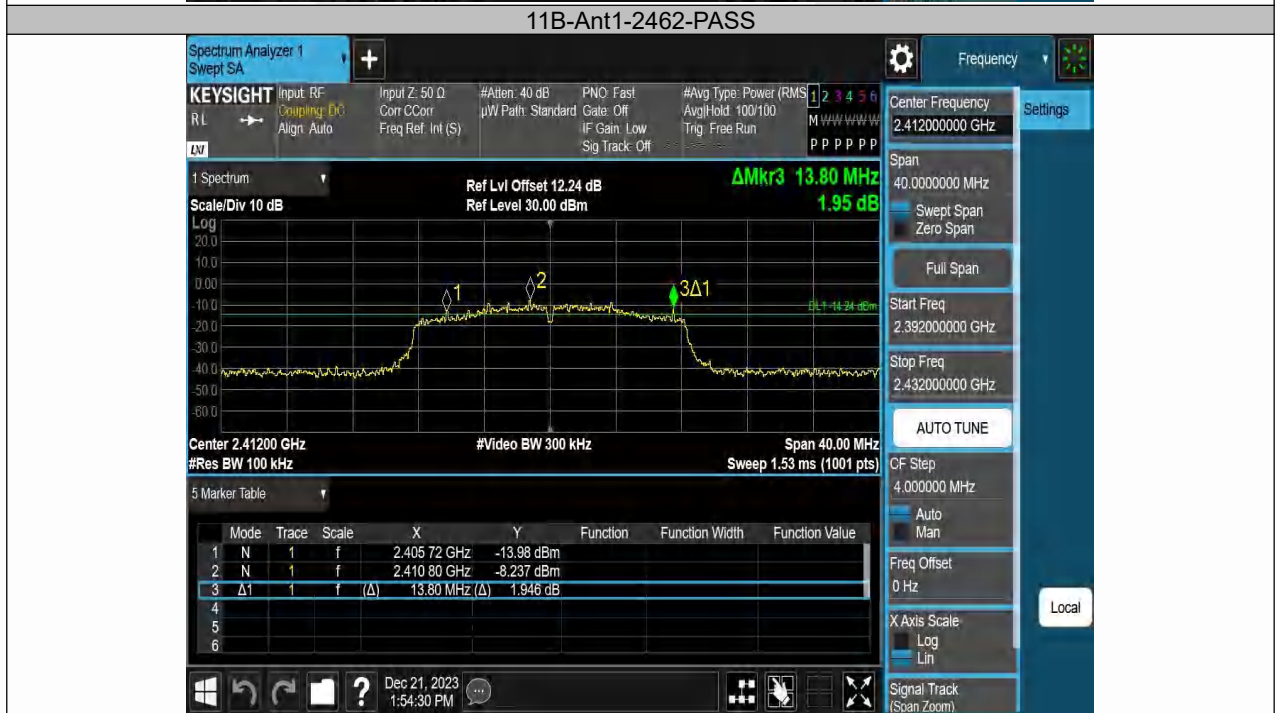 11B-Ant1-2462-PASS
Spectrum Analyzer 1
Swept SA
+
Frequency
KEYSIGHT
RL
LXI
Input: RF
Coupling: DC
Align: Auto
Input Z: 50 Ω
Corr CCorr
Freq Ref: Int (S)
#Atten: 40 dB
µW Path: Standard
PNO: Fast
Gate: Off
IF Gain: Low
Sig Track: Off
#Avg Type: Power (RMS
Avg|Hold: 100/100
Trig: Free Run
1 2 3 4 5 6
M W W W W W
P P P P P P
Center Frequency
2.412000000 GHz
Settings
Span
40.0000000 MHz
Swept Span
Zero Span
Full Span
Start Freq
2.392000000 GHz
Stop Freq
2.432000000 GHz
AUTO TUNE
CF Step
4.000000 MHz
Auto
Man
Freq Offset
0 Hz
X Axis Scale
Log
Lin
Local
Signal Track
(Span Zoom)
1 Spectrum
Scale/Div 10 dB
Ref Lvl Offset 12.24 dB
Ref Level 30.00 dBm
ΔMkr3 13.80 MHz
1.95 dB
Log
20.0
10.0
0.00
-10.0
-20.0
-30.0
-40.0
-50.0
-60.0
1
2
3Δ1
DL1 -14.24 dBm
Center 2.41200 GHz
#Video BW 300 kHz
Span 40.00 MHz
#Res BW 100 kHz
Sweep 1.53 ms (1001 pts)
5 Marker Table
Mode Trace Scale X Y Function Function Width Function Value
1 N 1 f 2.405 72 GHz -13.98 dBm
2 N 1 f 2.410 80 GHz -8.237 dBm
3 Δ1 1 f (Δ) 13.80 MHz (Δ) 1.946 dB
4
5
6
?
Dec 21, 2023
1:54:30 PM